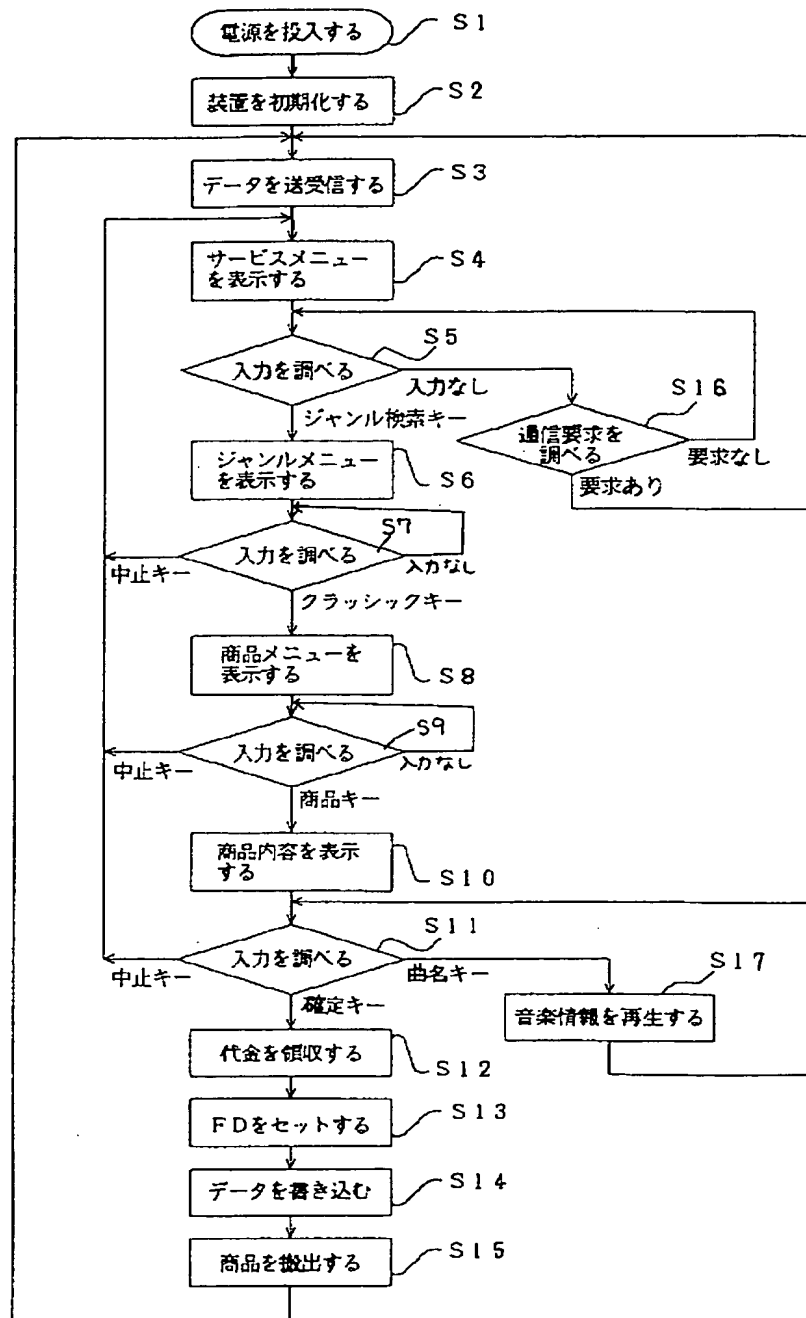 電源を投入する
S1
装置を初期化する
S2
データを送受信する
S3
サービスメニュー
を表示する
S4
入力を調べる
S5
入力なし
ジャンル検索キー
通信要求を
調べる
S16
要求なし
要求あり
ジャンルメニュー
を表示する
S6
入力を調べる
S7
中止キー
入力なし
クラッシックキー
商品メニューを
表示する
S8
入力を調べる
S9
中止キー
入力なし
商品キー
商品内容を表示
する
S10
入力を調べる
S11
中止キー
曲名キー
確定キー
音楽情報を再生する
S17
代金を領収する
S12
FDをセットする
S13
データを書き込む
S14
商品を搬出する
S15